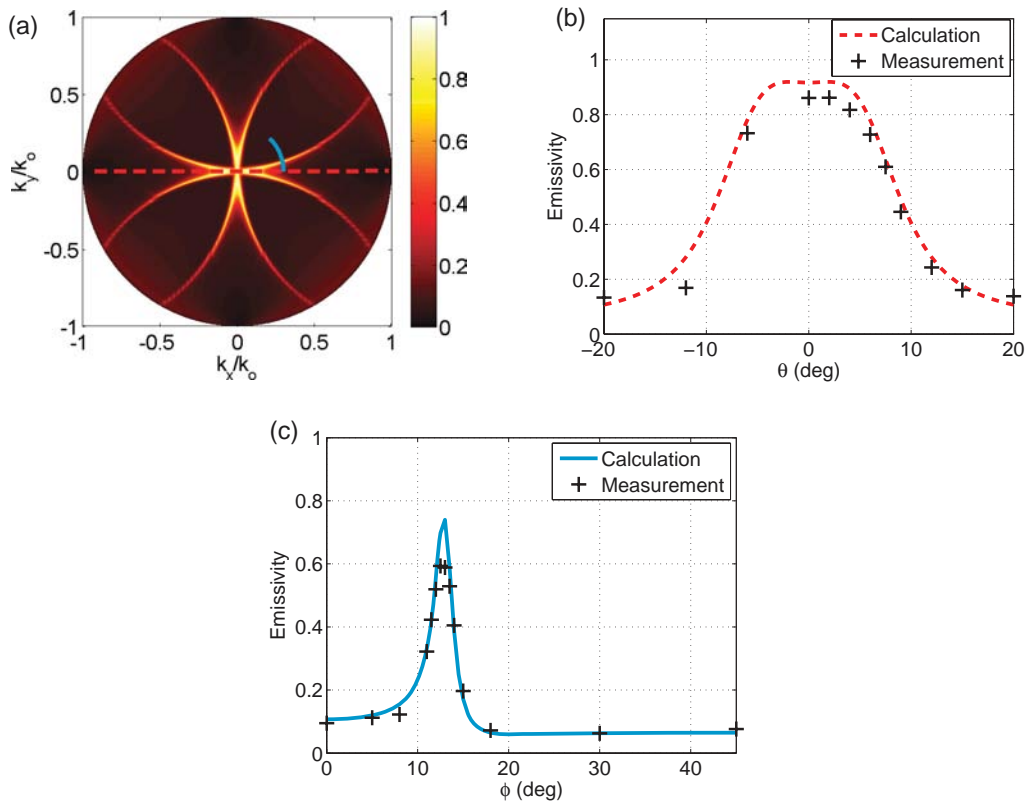 (a)
1
0.5
0
-0.5
-1
k_y/k_o
-1
-0.5
0
0.5
1
k_x/k_o
1
0.8
0.6
0.4
0.2
0
(b)
1
0.8
0.6
0.4
0.2
0
Emissivity
−20
−10
0
10
20
θ (deg)
Calculation
Measurement
(c)
1
0.8
0.6
0.4
0.2
0
Emissivity
0
10
20
30
40
ϕ (deg)
Calculation
Measurement